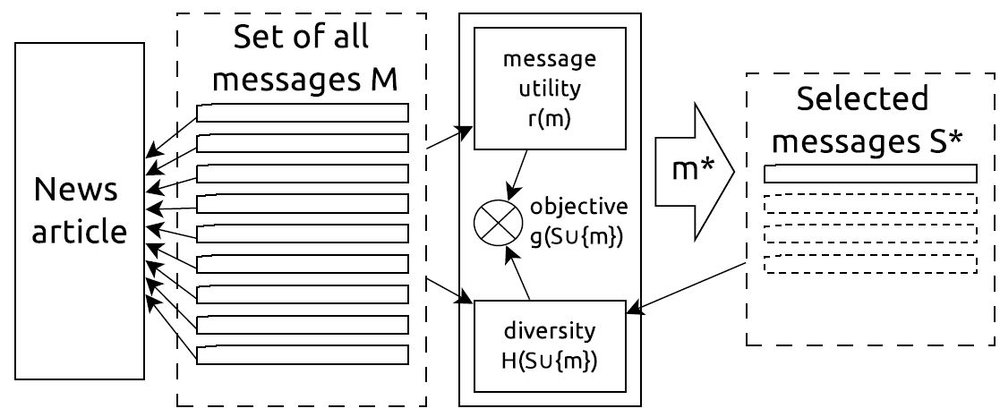 News
article
Set of all
messages M
message
utility
r(m)
objective
g(S∪{m})
diversity
H(S∪{m})
m*
Selected
messages S*